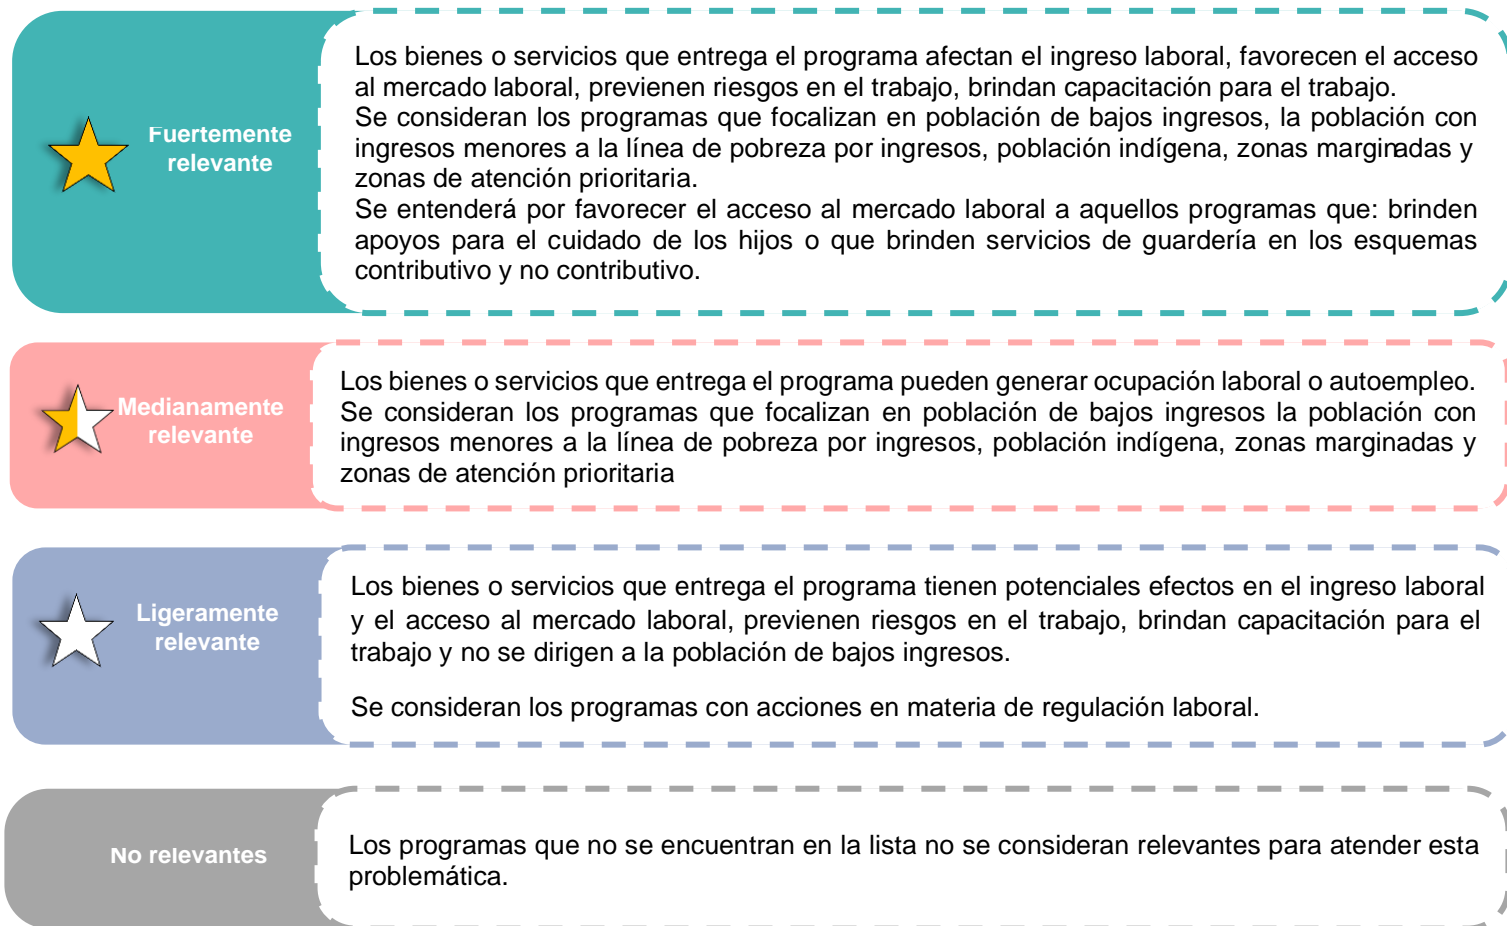 Fuertemente
relevante
Los bienes o servicios que entrega el programa afectan el ingreso laboral, favorecen el acceso
al mercado laboral, previenen riesgos en el trabajo, brindan capacitación para el trabajo.
Se consideran los programas que focalizan en población de bajos ingresos, la población con
ingresos menores a la línea de pobreza por ingresos, población indígena, zonas marginadas y
zonas de atención prioritaria.
Se entenderá por favorecer el acceso al mercado laboral a aquellos programas que: brinden
apoyos para el cuidado de los hijos o que brinden servicios de guardería en los esquemas
contributivo y no contributivo.
Medianamente
relevante
Los bienes o servicios que entrega el programa pueden generar ocupación laboral o autoempleo.
Se consideran los programas que focalizan en población de bajos ingresos la población con
ingresos menores a la línea de pobreza por ingresos, población indígena, zonas marginadas y
zonas de atención prioritaria
Ligeramente
relevante
Los bienes o servicios que entrega el programa tienen potenciales efectos en el ingreso laboral
y el acceso al mercado laboral, previenen riesgos en el trabajo, brindan capacitación para el
trabajo y no se dirigen a la población de bajos ingresos.
Se consideran los programas con acciones en materia de regulación laboral.
No relevantes
Los programas que no se encuentran en la lista no se consideran relevantes para atender esta
problemática.